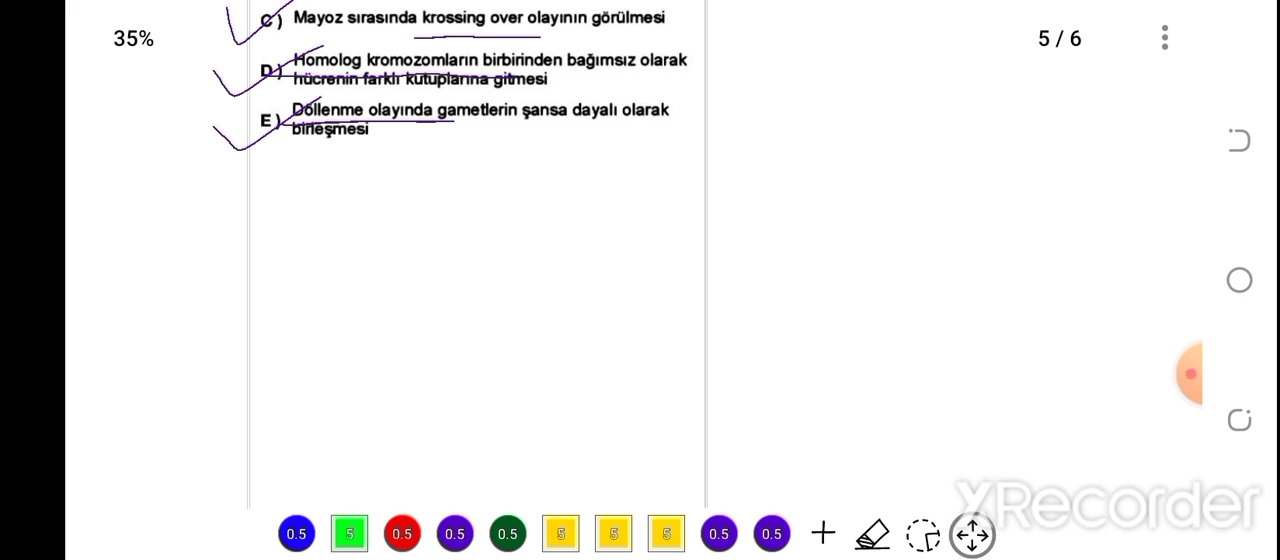 C) Mayoz sırasında krossing over olayının görülmesi
35%
5 / 6
D) Homolog kromozomların birbirinden bağımsız olarak
hücrenin farklı kutuplarına gitmesi
E) Döllenme olayında gametlerin şansa dayalı olarak
birleşmesi
XRecorder
0.5 5 0.5 0.5 0.5 5 5 5 0.5 0.5